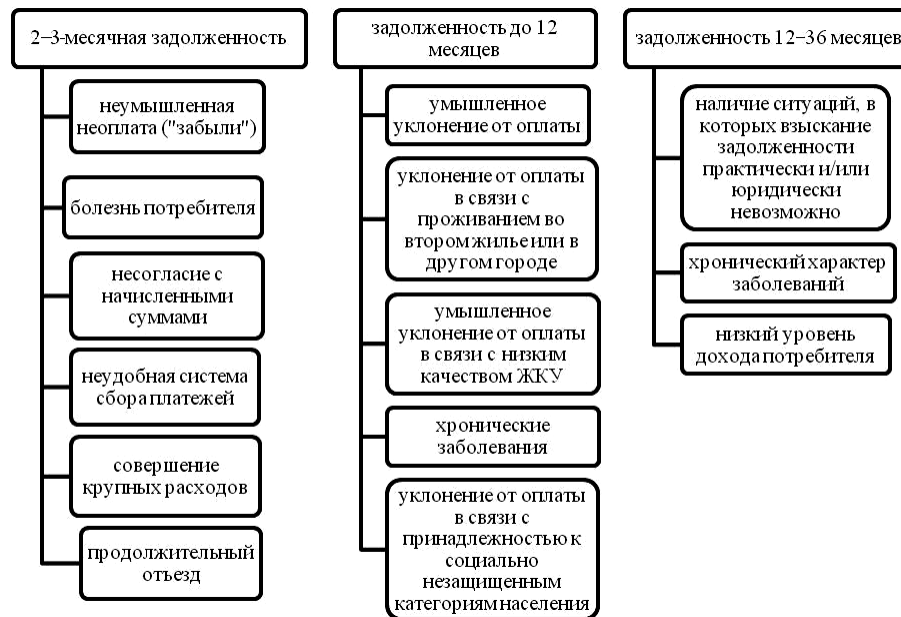 2–3-месячная задолженность
неумышленная
неоплата ("забыли")
болезнь потребителя
несогласие с
начисленными
суммами
неудобная система
сбора платежей
совершение
крупных расходов
продолжительный
отъезд
задолженность до 12
месяцев
умышленное
уклонение от оплаты
уклонение от оплаты
в связи с
проживанием во
втором жилье или в
другом городе
умышленное
уклонение от оплаты
в связи с низким
качеством ЖКУ
хронические
заболевания
уклонение от оплаты
в связи с
принадлежностью к
социально
незащищенным
категориям населения
задолженность 12–36 месяцев
наличие ситуаций, в
которых взыскание
задолженности
практически и/или
юридически
невозможно
хронический характер
заболеваний
низкий уровень
дохода потребителя